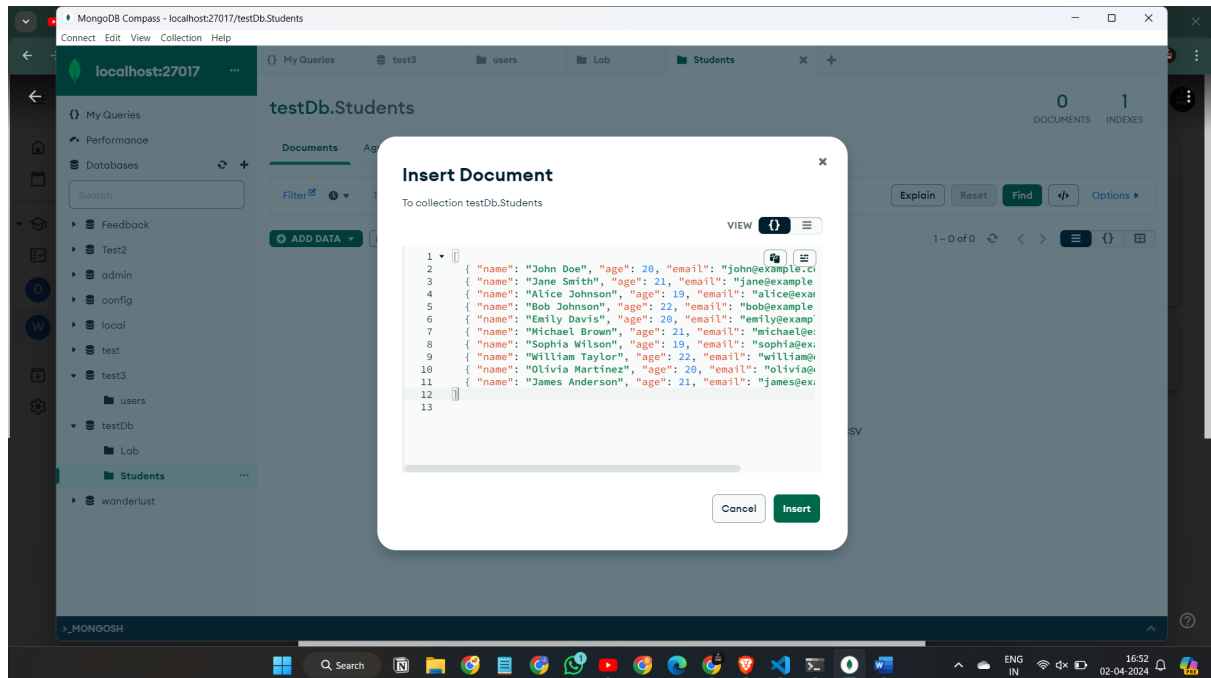 MongoDB Compass - localhost:27017/testDb.Students
Connect Edit View Collection Help
localhost:27017 ...
{} My Queries
test3
users
Lab
Students
{} My Queries
Performance
Databases
Search
Feedback
Test2
admin
config
local
test
test3
users
testDb
Lab
Students ...
wanderlust
testDb.Students
0 DOCUMENTS
1 INDEXES
Documents
Filter
Explain
Reset
Find
</>
Options
ADD DATA
1 – 0 of 0
{}
Insert Document
To collection testDb.Students
VIEW {}
1 [
2 { "name": "John Doe", "age": 20, "email": "john@example.c
3 { "name": "Jane Smith", "age": 21, "email": "jane@example
4 { "name": "Alice Johnson", "age": 19, "email": "alice@exam
5 { "name": "Bob Johnson", "age": 22, "email": "bob@example
6 { "name": "Emily Davis", "age": 20, "email": "emily@examp
7 { "name": "Michael Brown", "age": 21, "email": "michael@e
8 { "name": "Sophia Wilson", "age": 19, "email": "sophia@exa
9 { "name": "William Taylor", "age": 22, "email": "william@
10 { "name": "Olivia Martinez", "age": 20, "email": "olivia@
11 { "name": "James Anderson", "age": 21, "email": "james@exa
12 ]
13
SV
Cancel
Insert
>_MONGOSH
D
W
Search
ENG
IN
16:52
02-04-2024